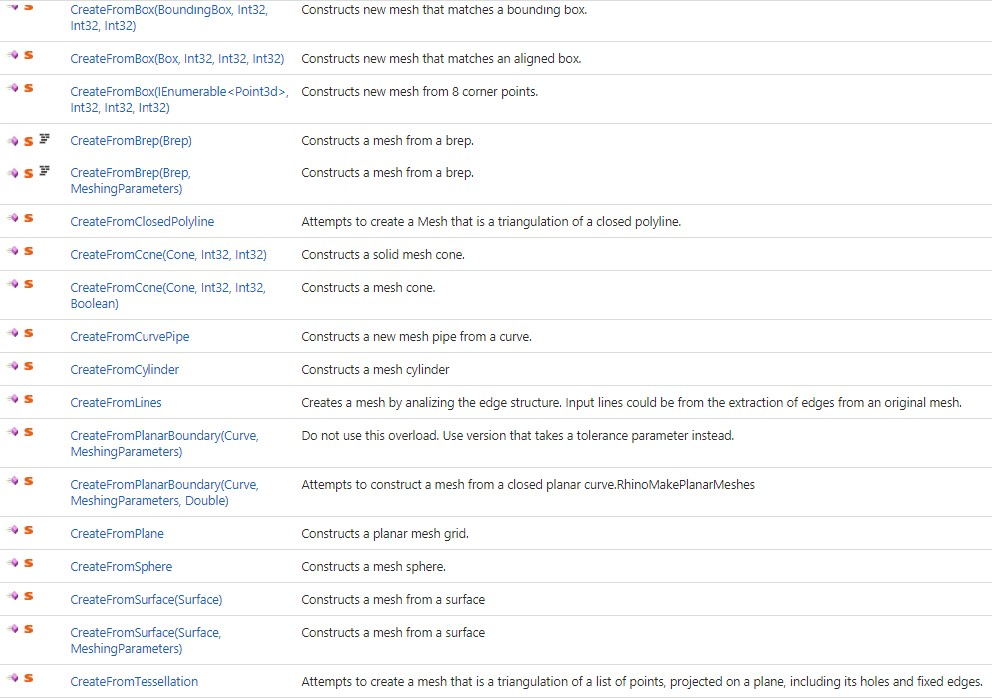 CreateFromBox(BoundingBox, Int32, Constructs new mesh that matches a bounding box.
Int32, Int32)
CreateFromBox(Box, Int32, Int32, Int32) Constructs new mesh that matches an aligned box.
CreateFromBox(IEnumerable<Point3d>, Constructs new mesh from 8 corner points.
Int32, Int32, Int32)
CreateFromBrep(Brep) Constructs a mesh from a brep.
CreateFromBrep(Brep, Constructs a mesh from a brep.
MeshingParameters)
CreateFromClosedPolyline Attempts to create a Mesh that is a triangulation of a closed polyline.
CreateFromCone(Cone, Int32, Int32) Constructs a solid mesh cone.
CreateFromCone(Cone, Int32, Int32, Constructs a mesh cone.
Boolean)
CreateFromCurvePipe Constructs a new mesh pipe from a curve.
CreateFromCylinder Constructs a mesh cylinder
CreateFromLines Creates a mesh by analizing the edge structure. Input lines could be from the extraction of edges from an original mesh.
CreateFromPlanarBoundary(Curve, Do not use this overload. Use version that takes a tolerance parameter instead.
MeshingParameters)
CreateFromPlanarBoundary(Curve, Attempts to construct a mesh from a closed planar curve.RhinoMakePlanarMeshes
MeshingParameters, Double)
CreateFromPlane Constructs a planar mesh grid.
CreateFromSphere Constructs a mesh sphere.
CreateFromSurface(Surface) Constructs a mesh from a surface
CreateFromSurface(Surface, Constructs a mesh from a surface
MeshingParameters)
CreateFromTessellation Attempts to create a mesh that is a triangulation of a list of points, projected on a plane, including its holes and fixed edges.